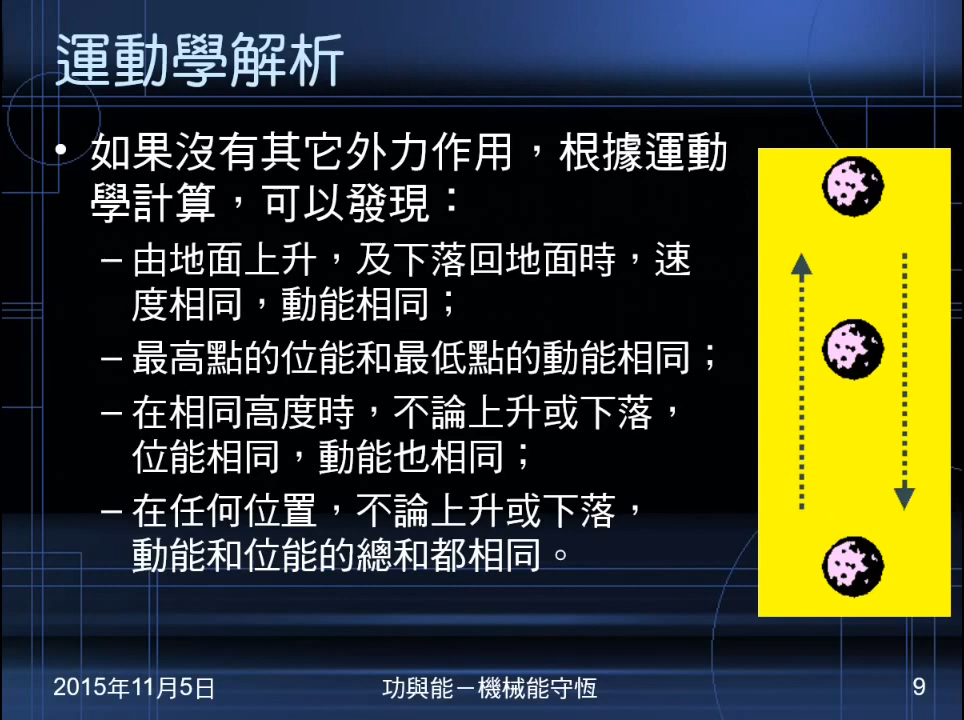 運動學解析
• 如果沒有其它外力作用，根據運動
學計算，可以發現：
– 由地面上升，及下落回地面時，速
度相同，動能相同；
– 最高點的位能和最低點的動能相同；
– 在相同高度時，不論上升或下落，
位能相同，動能也相同；
– 在任何位置，不論上升或下落，
動能和位能的總和都相同。
2015年11月5日
功與能－機械能守恆
9